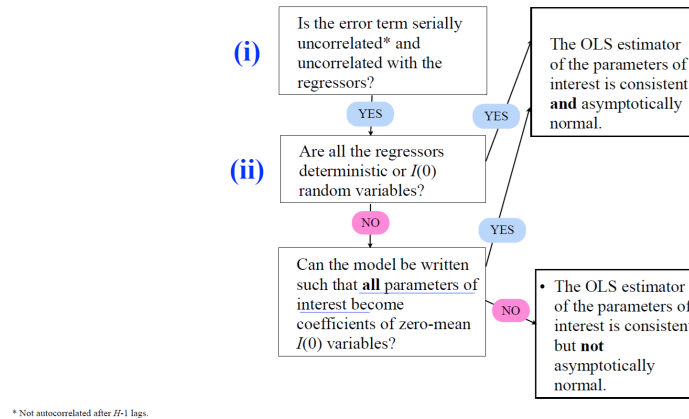 (i)
Is the error term serially
uncorrelated* and
uncorrelated with the
regressors?
YES
YES
The OLS estimator
of the parameters of
interest is consistent
and asymptotically
normal.
(ii)
Are all the regressors
deterministic or I(0)
random variables?
NO
YES
Can the model be written
such that all parameters of
interest become
coefficients of zero-mean
I(0) variables?
NO
• The OLS estimator
of the parameters of
interest is consistent
but not
asymptotically
normal.
* Not autocorrelated after H-1 lags.